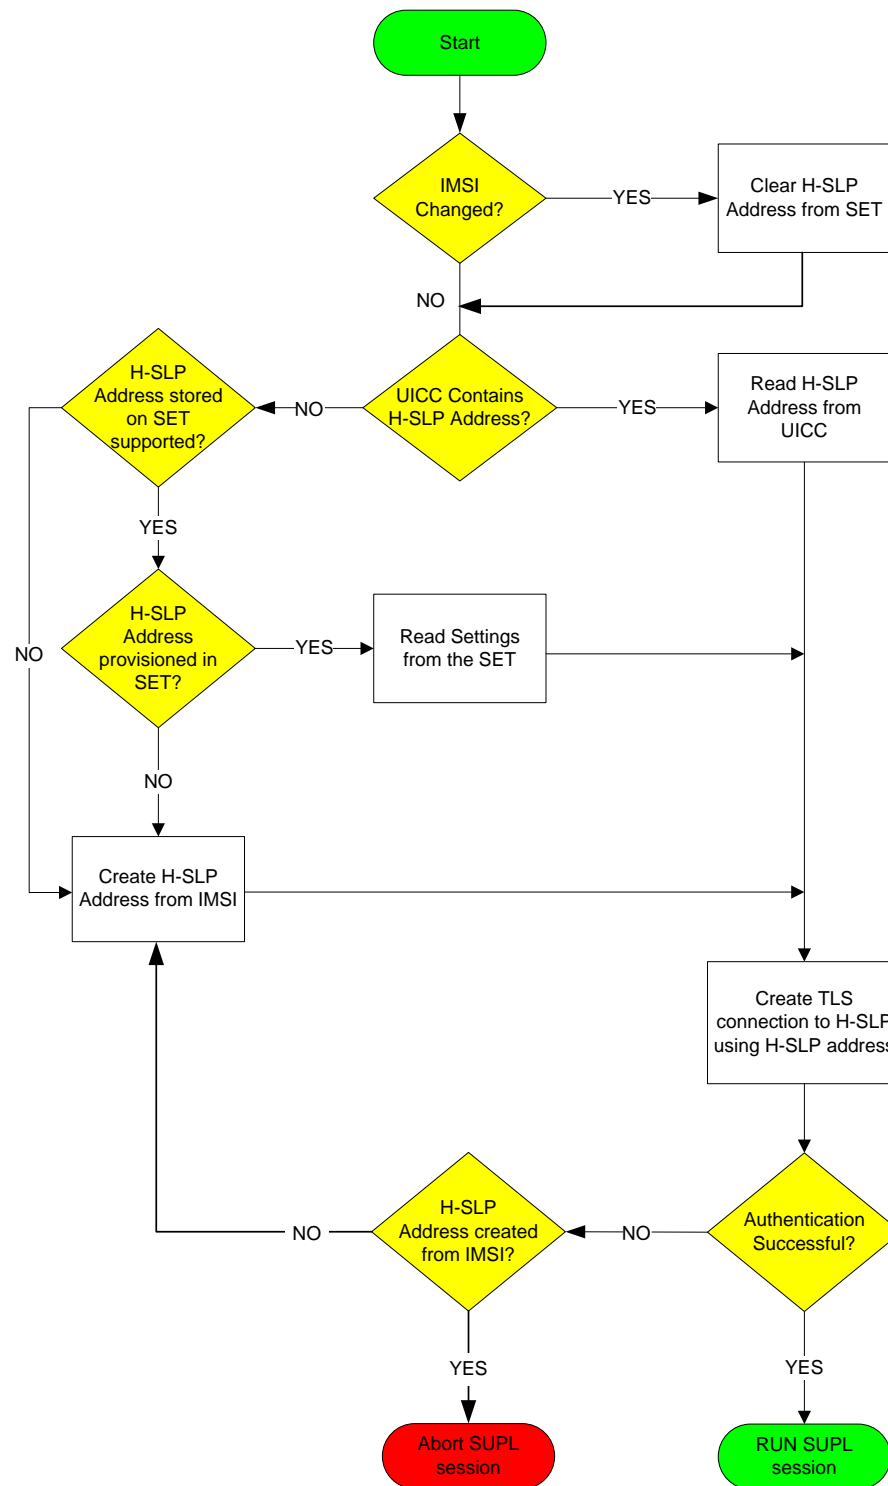 Start
IMSI
Changed?
YES
Clear H-SLP
Address from SET
NO
H-SLP
Address stored
on SET
supported?
NO
UICC Contains
H-SLP Address?
YES
Read H-SLP
Address from
UICC
YES
H-SLP
Address
provisioned in
SET?
YES
Read Settings
from the SET
NO
NO
Create H-SLP
Address from IMSI
Create TLS
connection to H-SLP
using H-SLP address
H-SLP
Address created
from IMSI?
NO
NO
Authentication
Successful?
YES
YES
Abort SUPL
session
RUN SUPL
session